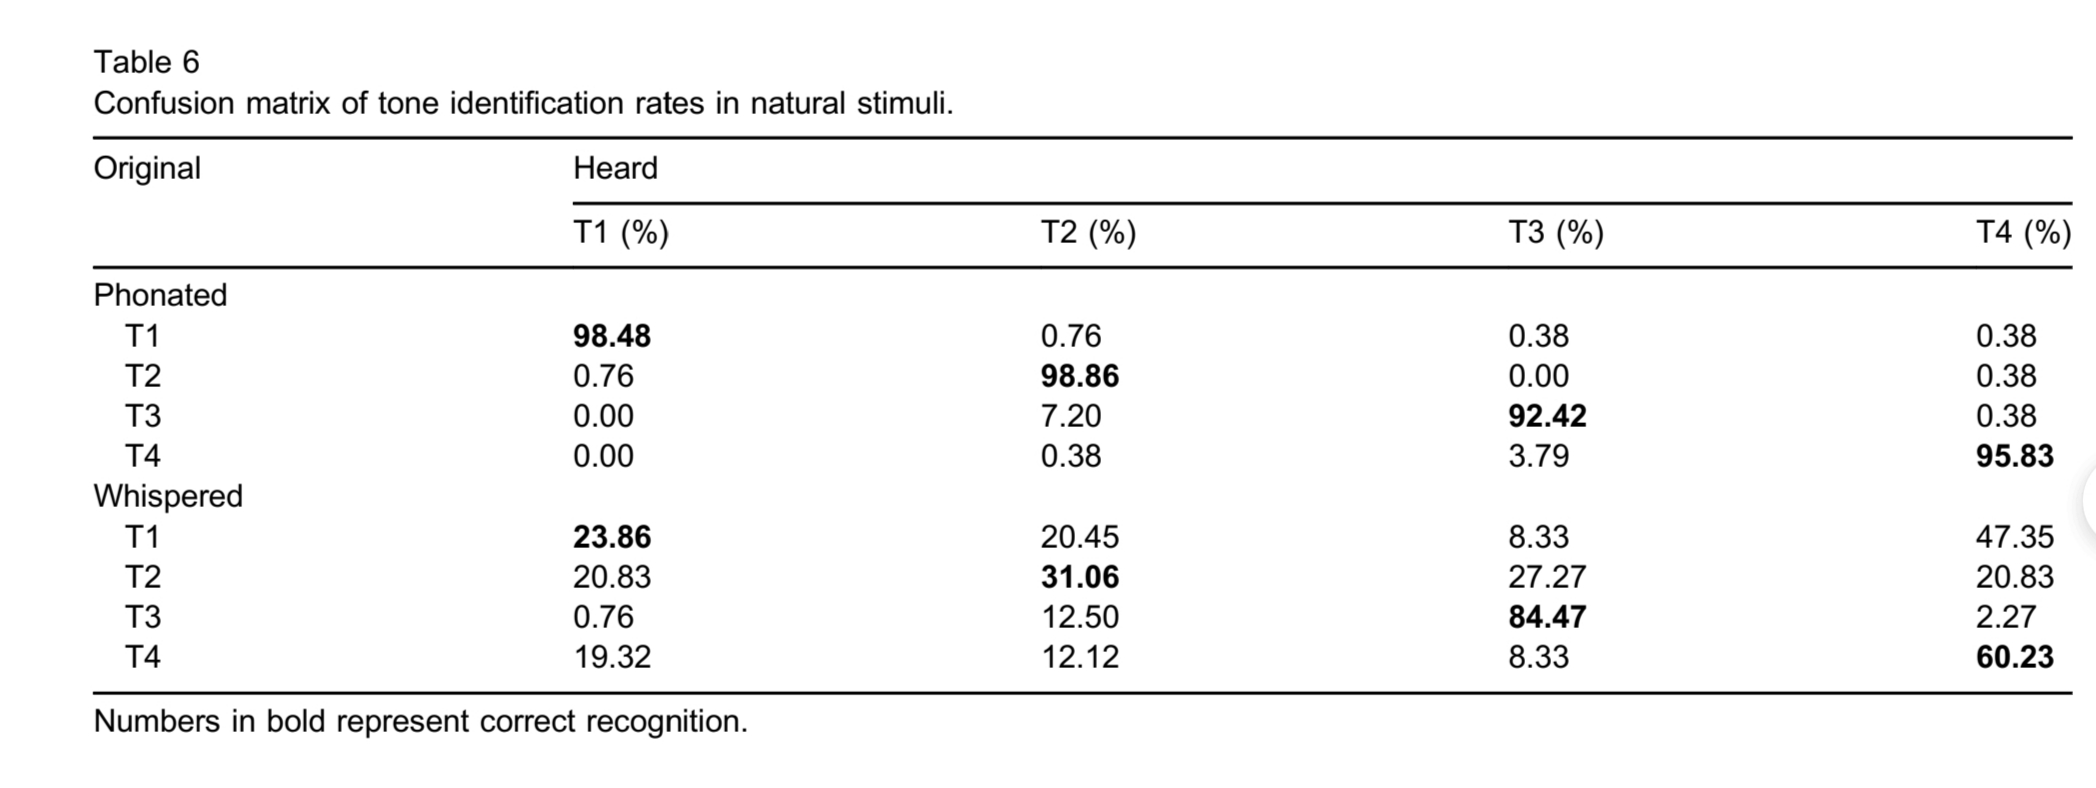 Table 6
Confusion matrix of tone identification rates in natural stimuli.
Original Heard
T1 (%) T2 (%) T3 (%) T4 (%)
Phonated
T1 98.48 0.76 0.38 0.38
T2 0.76 98.86 0.00 0.38
T3 0.00 7.20 92.42 0.38
T4 0.00 0.38 3.79 95.83
Whispered
T1 23.86 20.45 8.33 47.35
T2 20.83 31.06 27.27 20.83
T3 0.76 12.50 84.47 2.27
T4 19.32 12.12 8.33 60.23
Numbers in bold represent correct recognition.